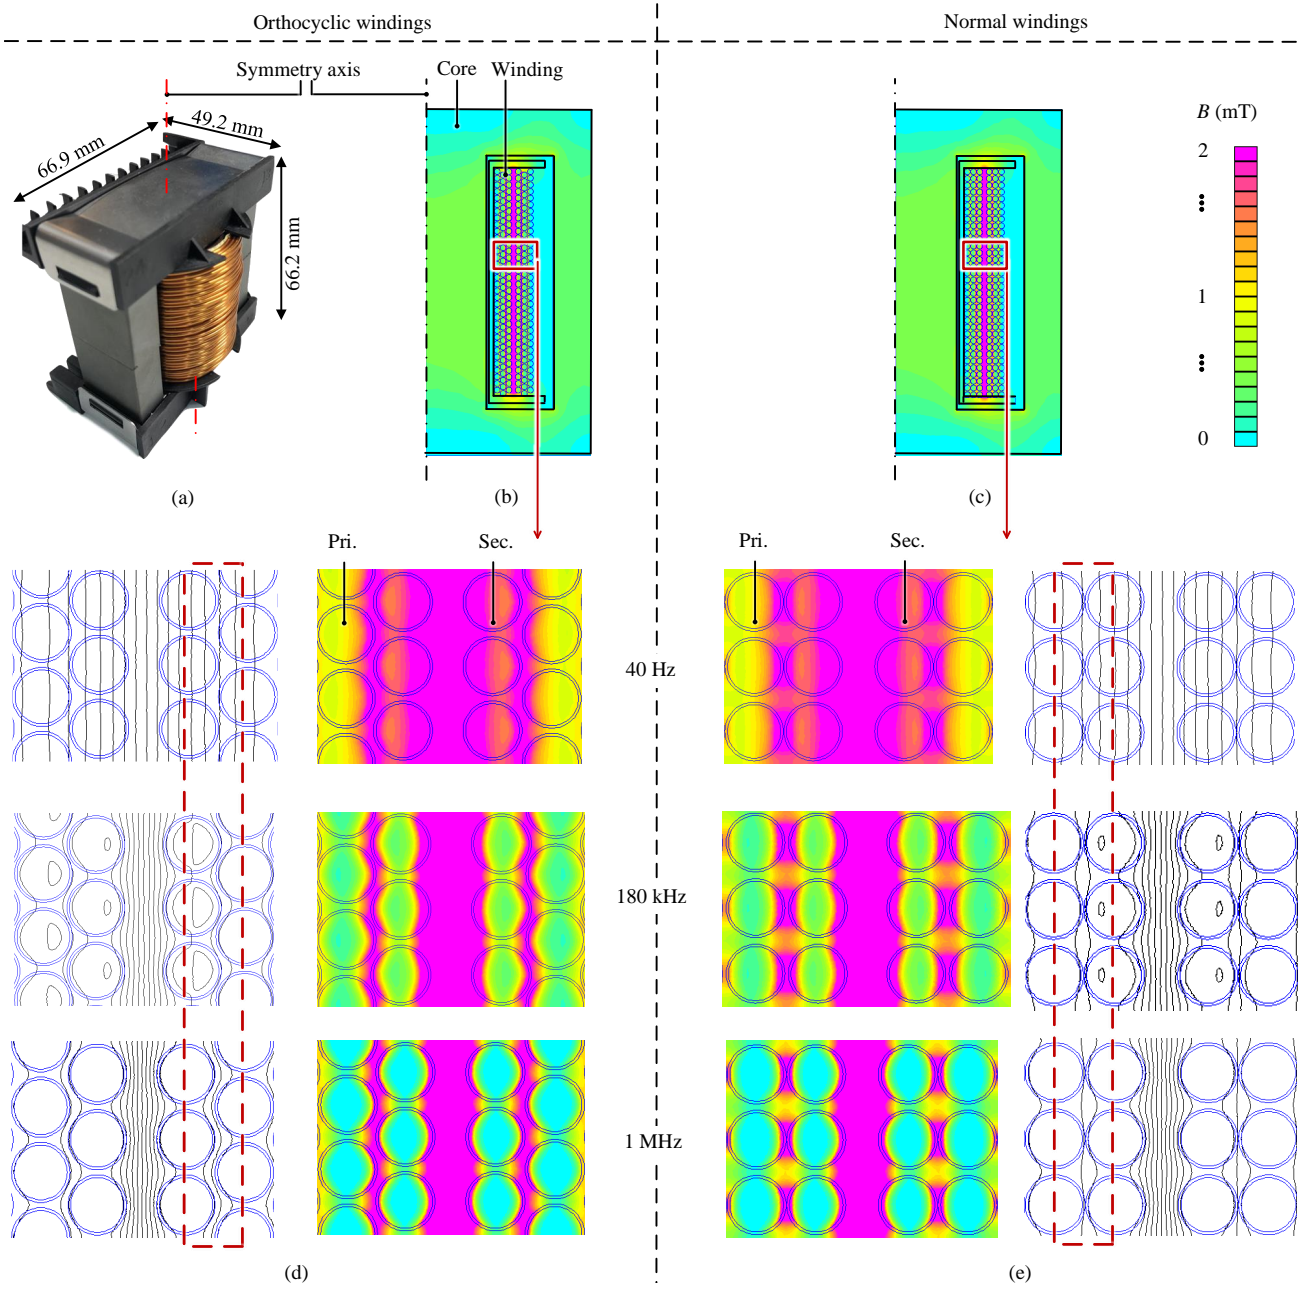 Orthocyclic windings
Normal windings
Symmetry axis
Core
Winding
49.2 mm
66.9 mm
66.2 mm
B (mT)
2
1
0
(a)
(b)
(c)
Pri.
Sec.
Pri.
Sec.
40 Hz
180 kHz
1 MHz
(d)
(e)